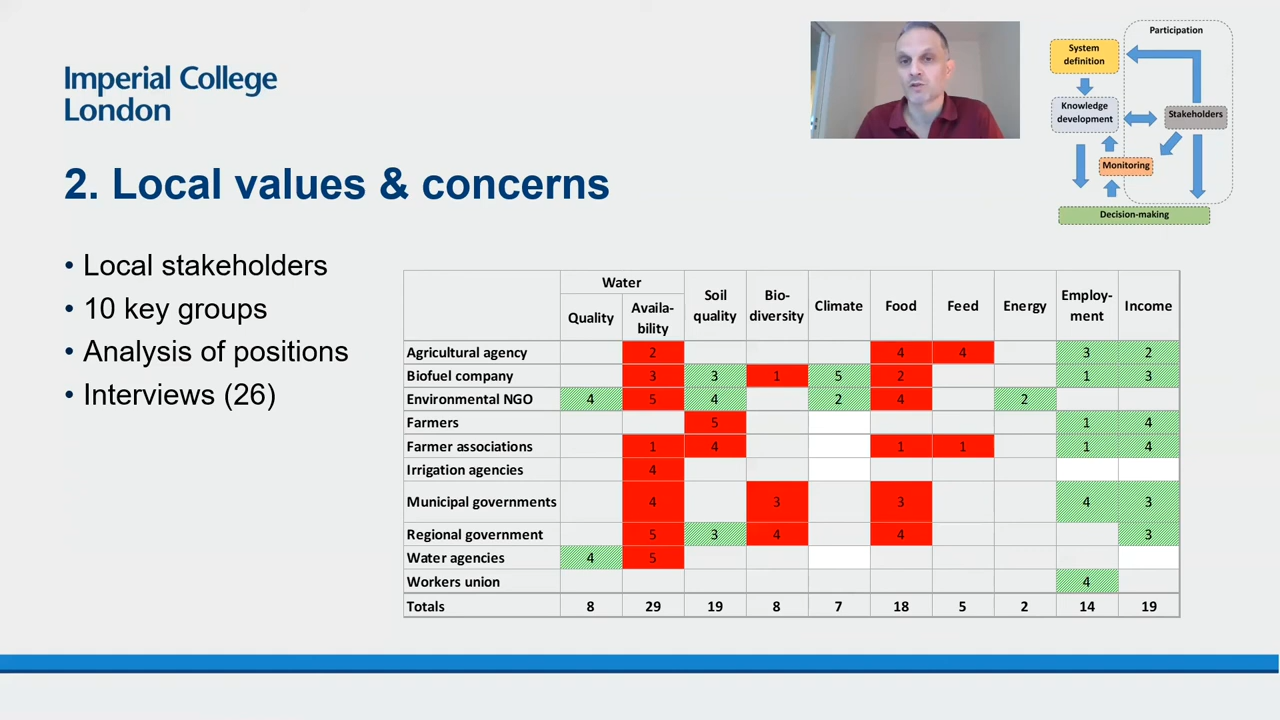 Imperial College
London
2. Local values & concerns
• Local stakeholders
• 10 key groups
• Analysis of positions
• Interviews (26)
Participation
System
definition
Knowledge
development
Stakeholders
Monitoring
Decision-making
Water
Quality
Availa-
bility
Soil
quality
Bio-
diversity
Climate
Food
Feed
Energy
Employ-
ment
Income
Agricultural agency 2 4 4 3 2
Biofuel company 3 3 1 5 2 1 3
Environmental NGO 4 5 4 2 4 2
Farmers 5 1 4
Farmer associations 1 4 1 1 1 4
Irrigation agencies 4
Municipal governments 4 3 3 4 3
Regional government 5 3 4 4 3
Water agencies 4 5
Workers union 4
Totals 8 29 19 8 7 18 5 2 14 19